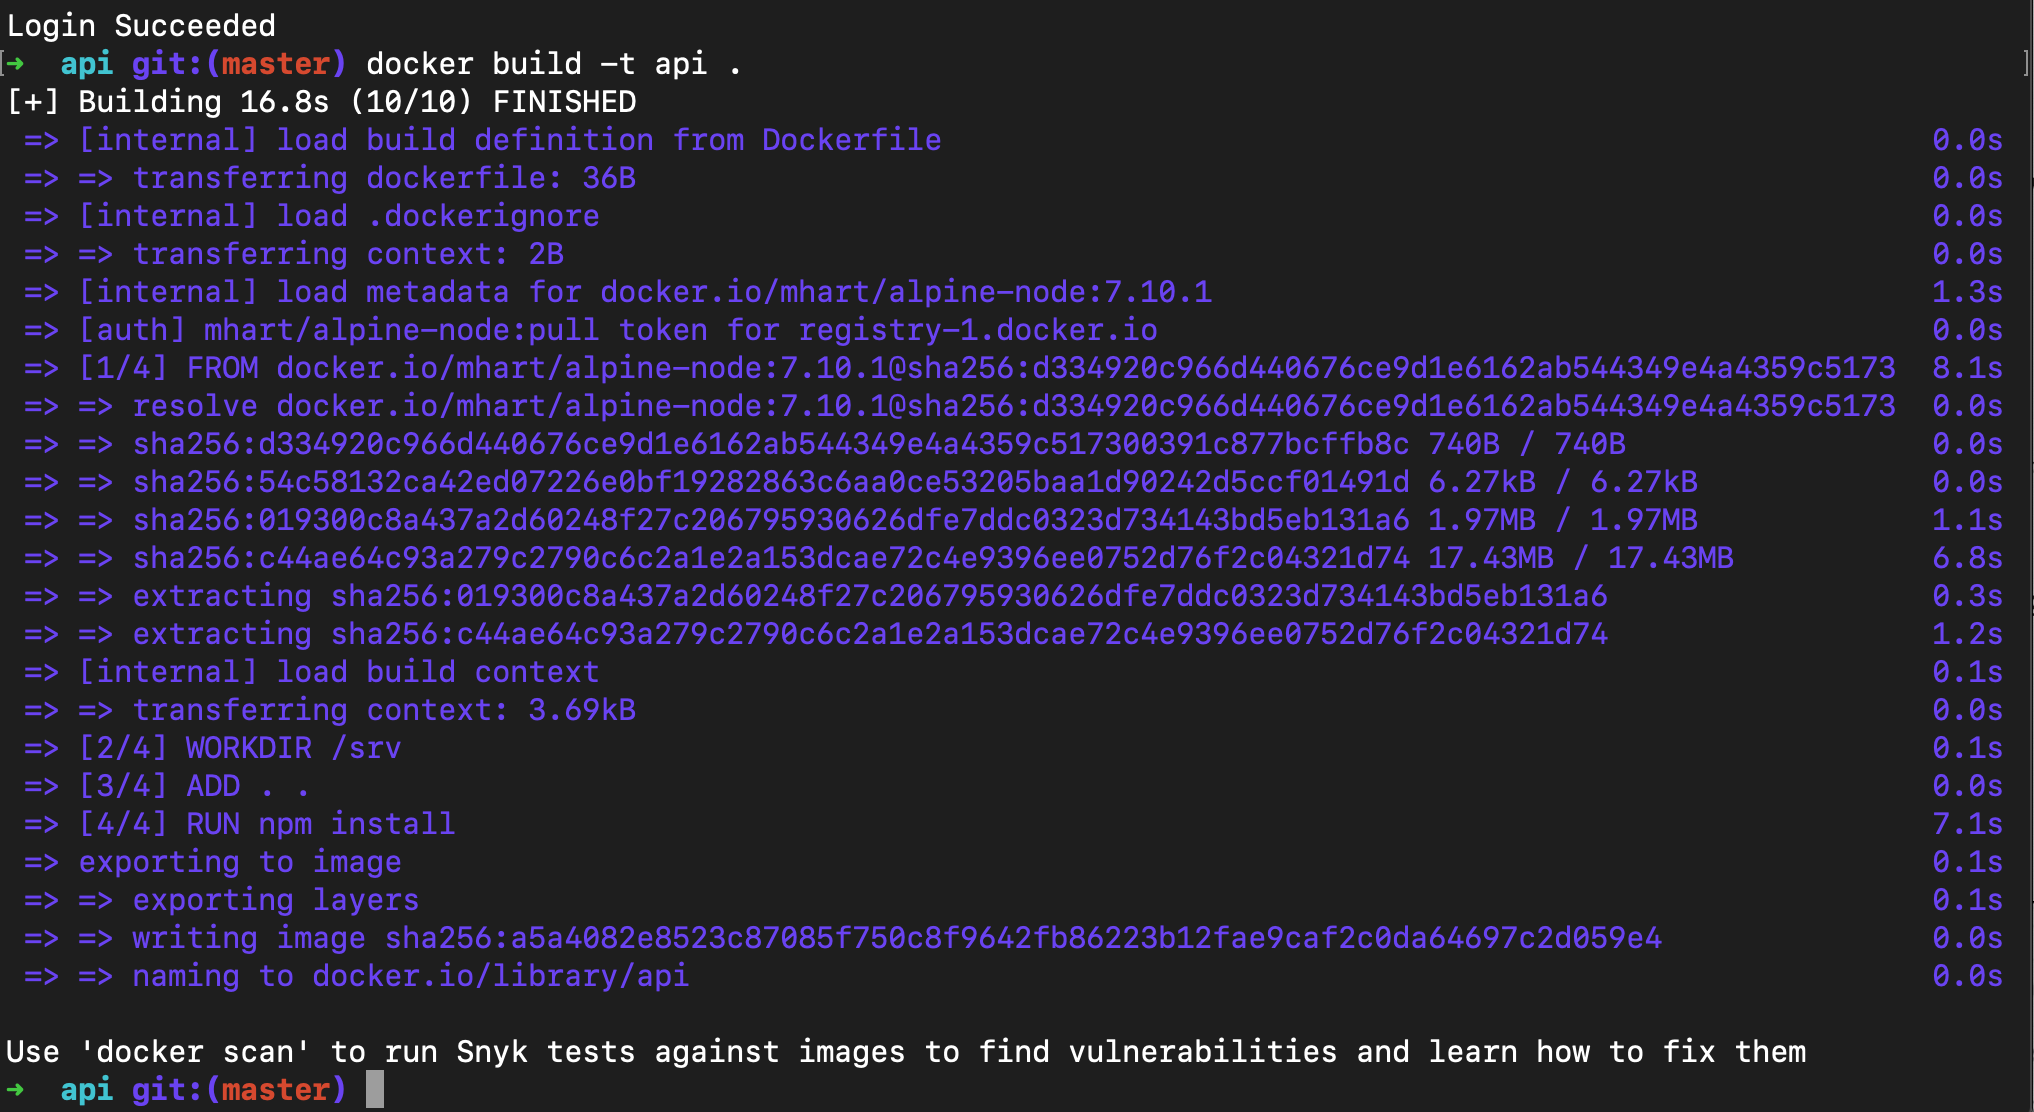 Login Succeeded
[➜  api git:(master) docker build -t api . ]
[+] Building 16.8s (10/10) FINISHED
 => [internal] load build definition from Dockerfile 0.0s
 => => transferring dockerfile: 36B 0.0s
 => [internal] load .dockerignore 0.0s
 => => transferring context: 2B 0.0s
 => [internal] load metadata for docker.io/mhart/alpine-node:7.10.1 1.3s
 => [auth] mhart/alpine-node:pull token for registry-1.docker.io 0.0s
 => [1/4] FROM docker.io/mhart/alpine-node:7.10.1@sha256:d334920c966d440676ce9d1e6162ab544349e4a4359c5173 8.1s
 => => resolve docker.io/mhart/alpine-node:7.10.1@sha256:d334920c966d440676ce9d1e6162ab544349e4a4359c5173 0.0s
 => => sha256:d334920c966d440676ce9d1e6162ab544349e4a4359c517300391c877bcffb8c 740B / 740B 0.0s
 => => sha256:54c58132ca42ed07226e0bf19282863c6aa0ce53205baa1d90242d5ccf01491d 6.27kB / 6.27kB 0.0s
 => => sha256:019300c8a437a2d60248f27c206795930626dfe7ddc0323d734143bd5eb131a6 1.97MB / 1.97MB 1.1s
 => => sha256:c44ae64c93a279c2790c6c2a1e2a153dcae72c4e9396ee0752d76f2c04321d74 17.43MB / 17.43MB 6.8s
 => => extracting sha256:019300c8a437a2d60248f27c206795930626dfe7ddc0323d734143bd5eb131a6 0.3s
 => => extracting sha256:c44ae64c93a279c2790c6c2a1e2a153dcae72c4e9396ee0752d76f2c04321d74 1.2s
 => [internal] load build context 0.1s
 => => transferring context: 3.69kB 0.0s
 => [2/4] WORKDIR /srv 0.1s
 => [3/4] ADD . . 0.0s
 => [4/4] RUN npm install 7.1s
 => exporting to image 0.1s
 => => exporting layers 0.1s
 => => writing image sha256:a5a4082e8523c87085f750c8f9642fb86223b12fae9caf2c0da64697c2d059e4 0.0s
 => => naming to docker.io/library/api 0.0s
Use 'docker scan' to run Snyk tests against images to find vulnerabilities and learn how to fix them
➜  api git:(master)